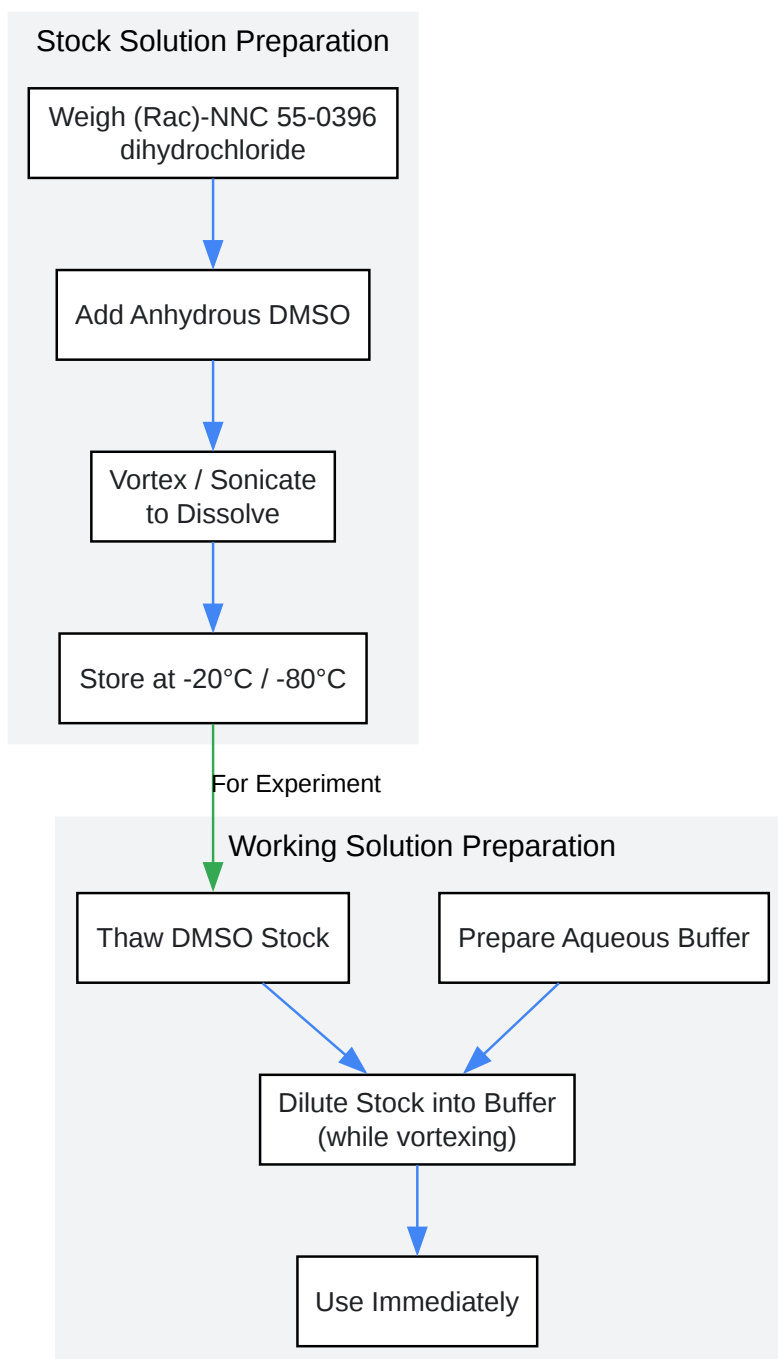 Stock Solution Preparation
Weigh (Rac)-NNC 55-0396
dihydrochloride
Add Anhydrous DMSO
Vortex / Sonicate
to Dissolve
Store at -20°C / -80°C
For Experiment
Working Solution Preparation
Thaw DMSO Stock
Prepare Aqueous Buffer
Dilute Stock into Buffer
(while vortexing)
Use Immediately